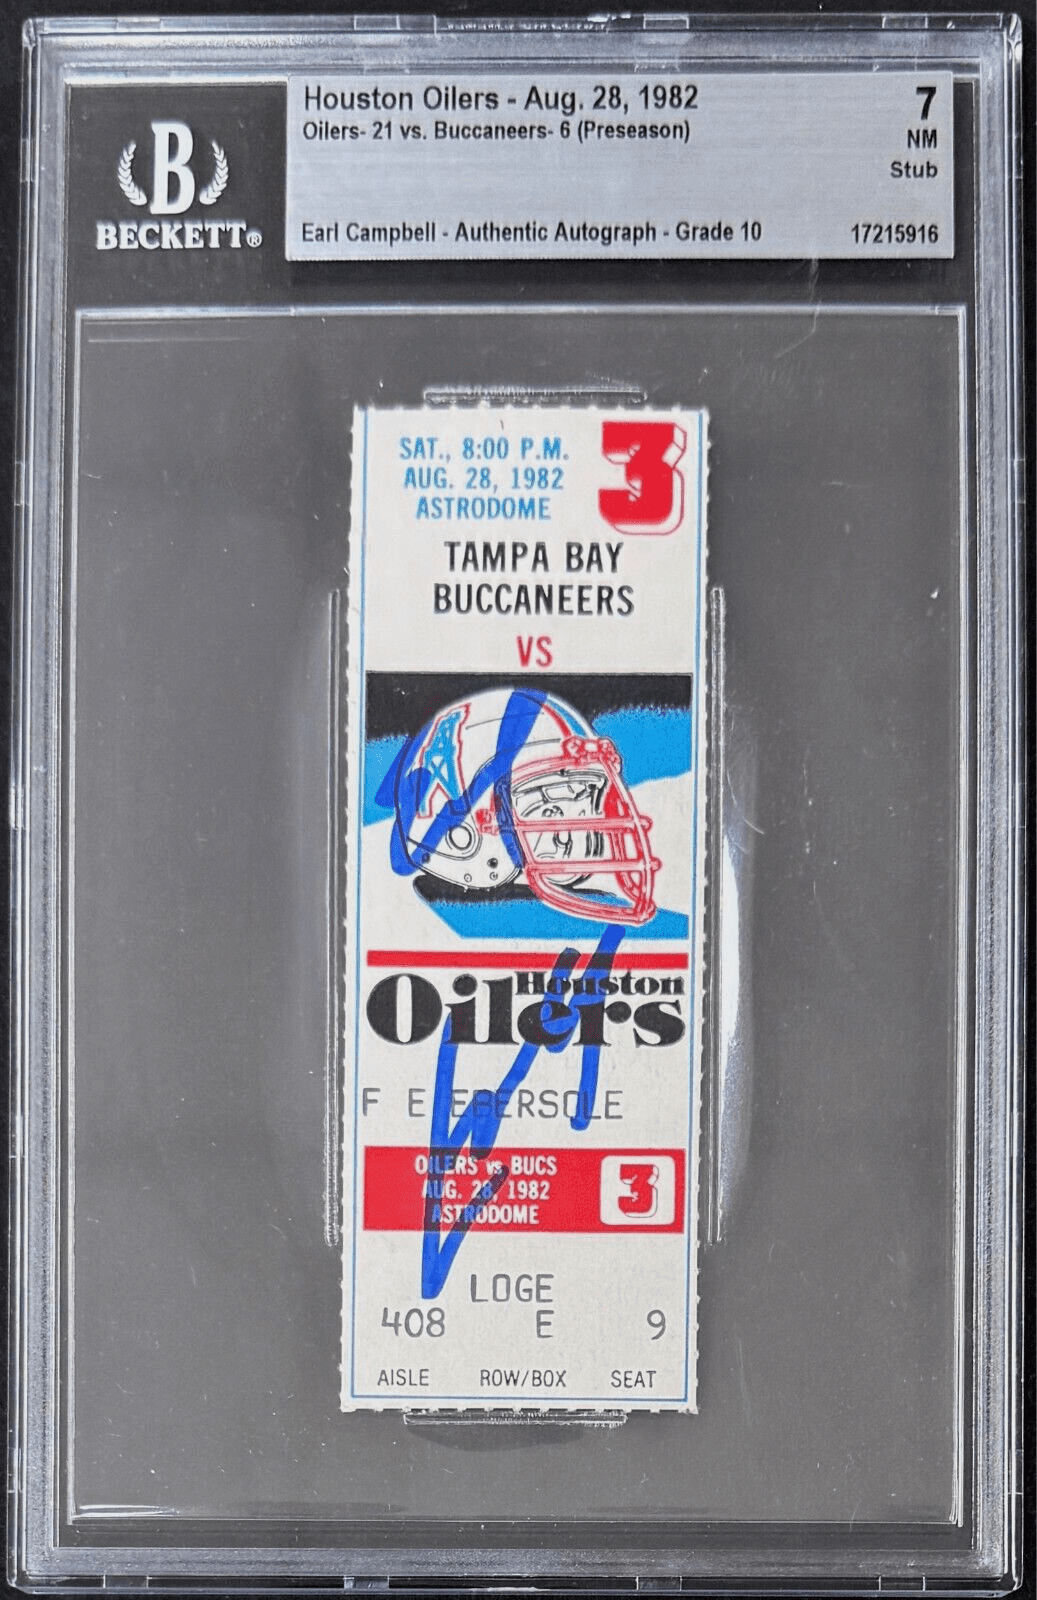 Houston Oilers - Aug. 28, 1982
Oilers- 21 vs. Buccaneers- 6 (Preseason)
7
NM
Stub
B
BECKETT®
Earl Campbell - Authentic Autograph - Grade 10
17215916
SAT., 8:00 P.M.
AUG. 28, 1982
ASTRODOME
3
TAMPA BAY
BUCCANEERS
VS
Houston
Oilers
F E EBERSOLE
OILERS vs BUCS
AUG. 28, 1982
ASTRODOME
3
LOGE
408 E 9
AISLE ROW/BOX SEAT